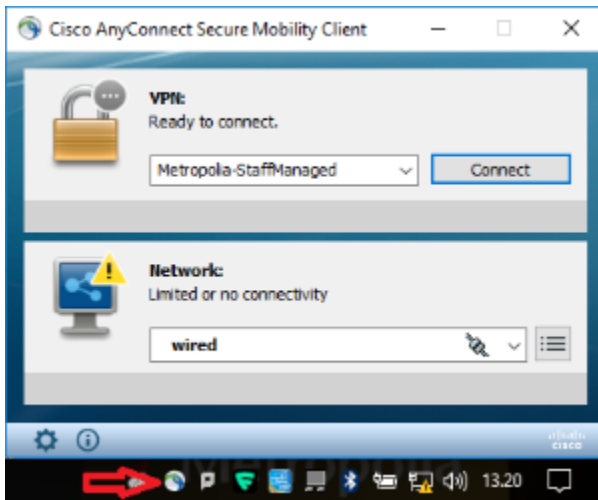 Cisco AnyConnect Secure Mobility Client
VPN:
Ready to connect.
Metropolia-StaffManaged
Connect
Network:
Limited or no connectivity
wired
cisco
13.20